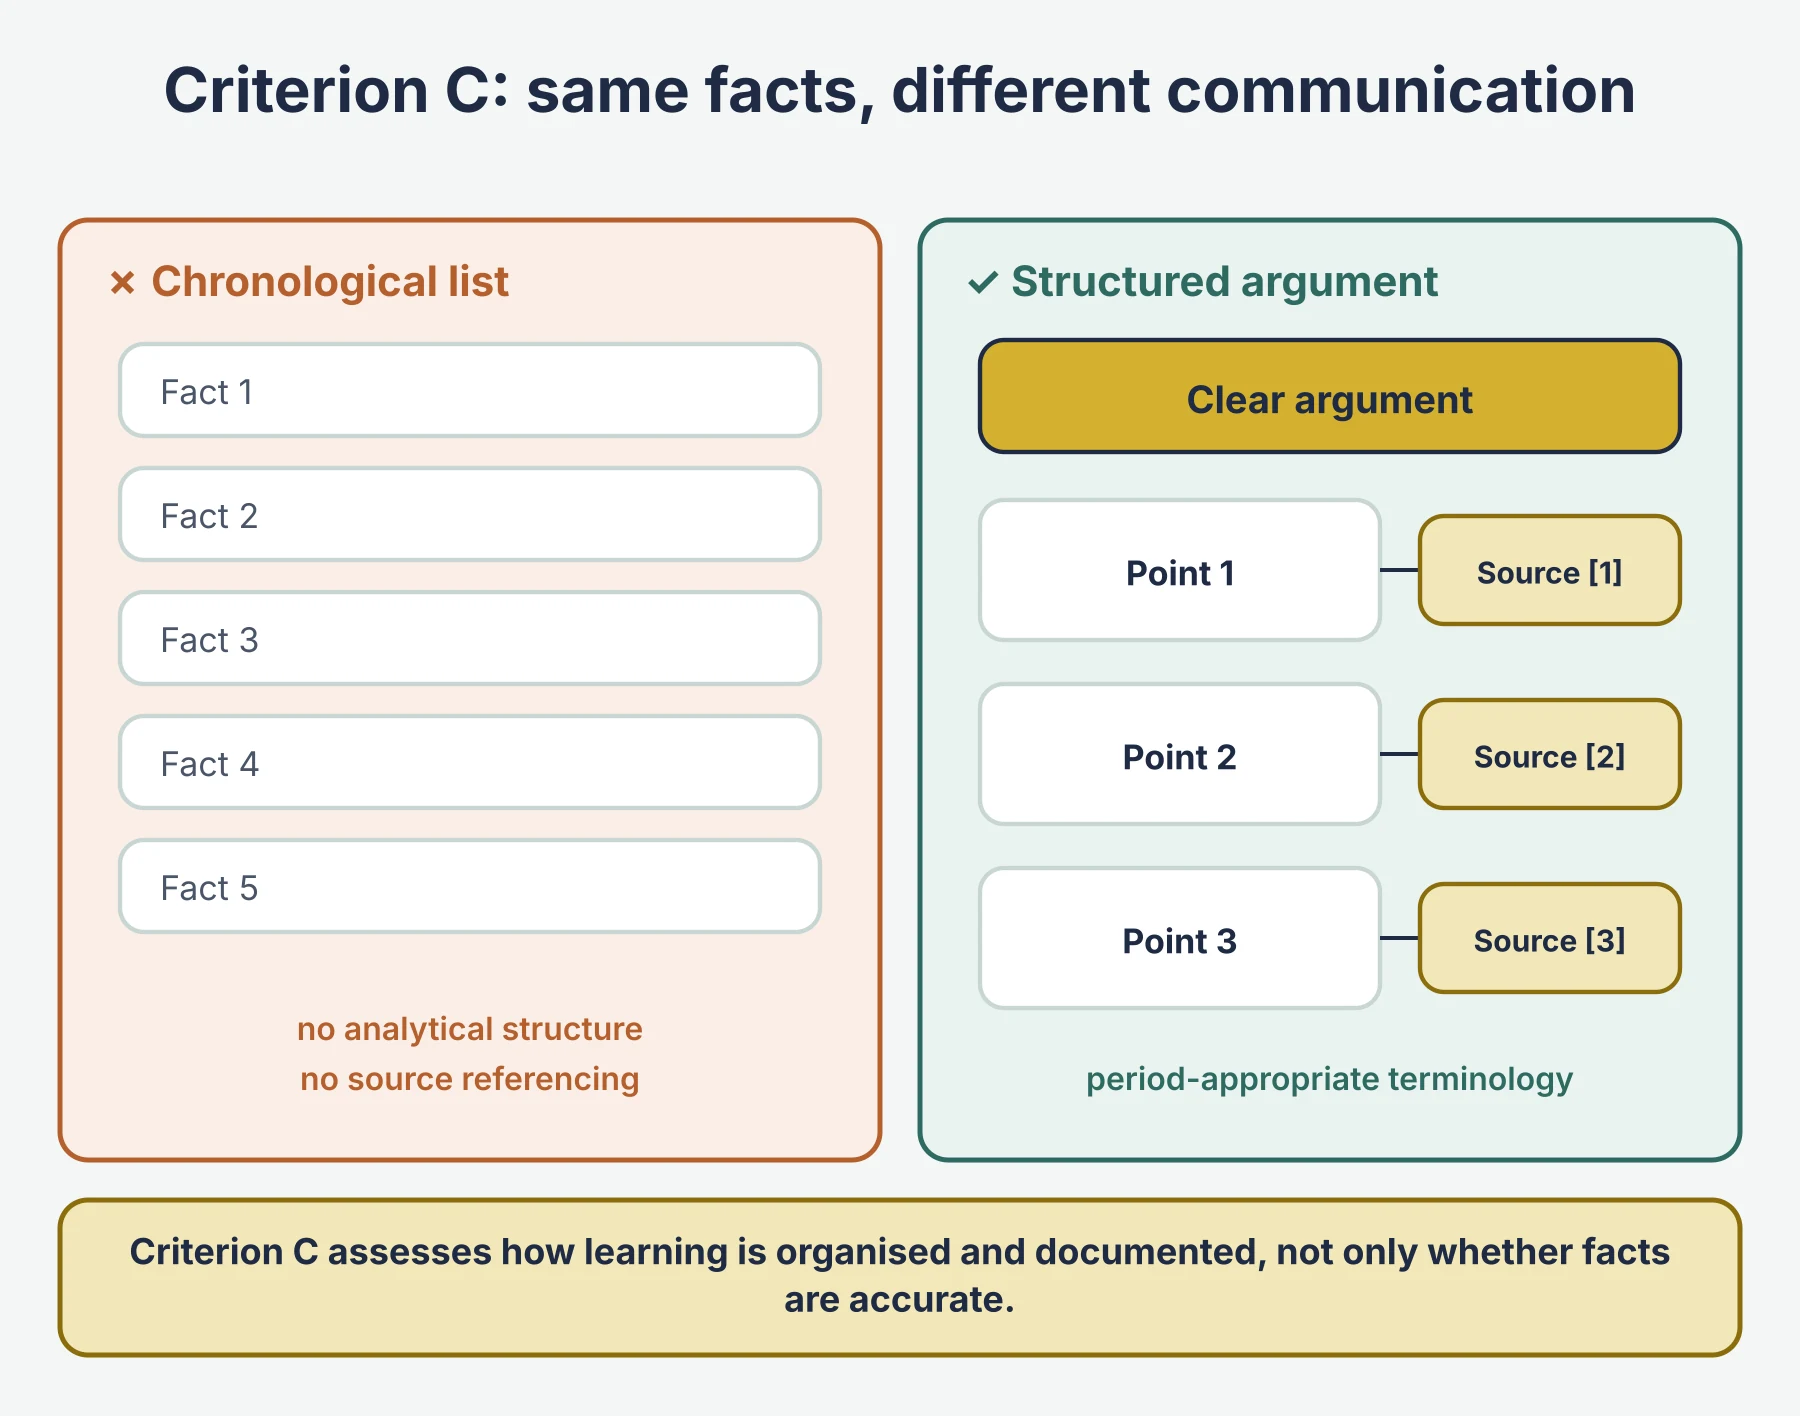 Criterion C: same facts, different communication
✕ Chronological list
Fact 1
Fact 2
Fact 3
Fact 4
Fact 5
no analytical structure
no source referencing
✓ Structured argument
Clear argument
Point 1
Source [1]
Point 2
Source [2]
Point 3
Source [3]
period-appropriate terminology
Criterion C assesses how learning is organised and documented, not only whether facts
are accurate.